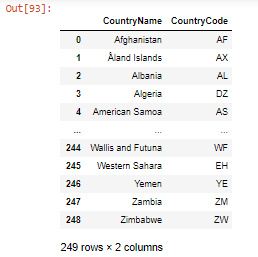 Out[93]:
CountryName CountryCode
0 Afghanistan AF
1 Åland Islands AX
2 Albania AL
3 Algeria DZ
4 American Samoa AS
... ... ...
244 Wallis and Futuna WF
245 Western Sahara EH
246 Yemen YE
247 Zambia ZM
248 Zimbabwe ZW
249 rows × 2 columns